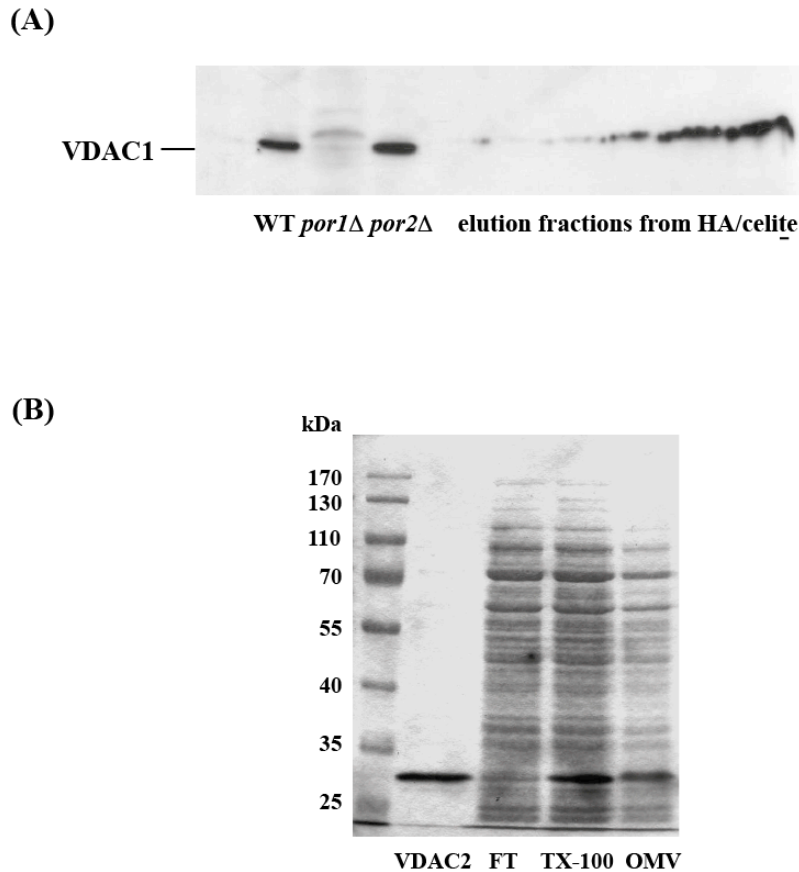 (A)
VDAC1
WT por1Δ por2Δ elution fractions from HA/celite
(B)
kDa
170
130
110
70
55
40
35
25
VDAC2 FT TX-100 OMV